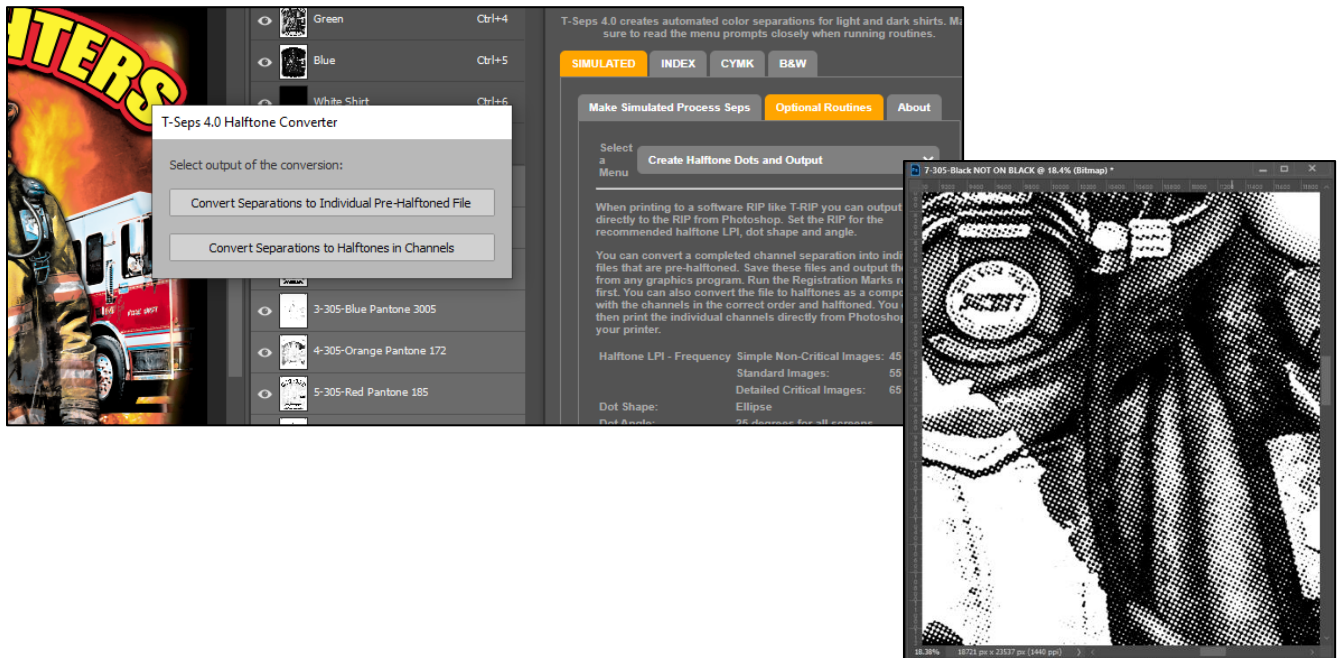 HTERS
Green Ctrl+4
Blue Ctrl+5
White Shirt Ctrl+6
T-Seps 4.0 Halftone Converter
Select output of the conversion:
Convert Separations to Individual Pre-Halftoned File
Convert Separations to Halftones in Channels
3-305-Blue Pantone 3005
4-305-Orange Pantone 172
5-305-Red Pantone 185
T-Seps 4.0 creates automated color separations for light and dark shirts.
sure to read the menu prompts closely when running routines.
SIMULATED INDEX CYMK B&W
Make Simulated Process Seps Optional Routines About
Select
a
Menu
Create Halftone Dots and Output
When printing to a software RIP like T-RIP you can output
directly to the RIP from Photoshop. Set the RIP for the
recommended halftone LPI, dot shape and angle.
You can convert a completed channel separation into indi
files that are pre-halftoned. Save these files and output the
from any graphics program. Run the Registration Marks
first. You can also convert the file to halftones as a compo
with the channels in the correct order and halftoned. You
then print the individual channels directly from Photoshop
your printer.
Halftone LPI - Frequency Simple Non-Critical Images: 45
Standard Images: 55
Detailed Critical Images: 65
Dot Shape: Ellipse
Dot Angle: 25 degrees for all screens
7-305-Black NOT ON BLACK @ 18.4% (Bitmap) *
18.38% 18721 px x 23537 px (1440 ppi)